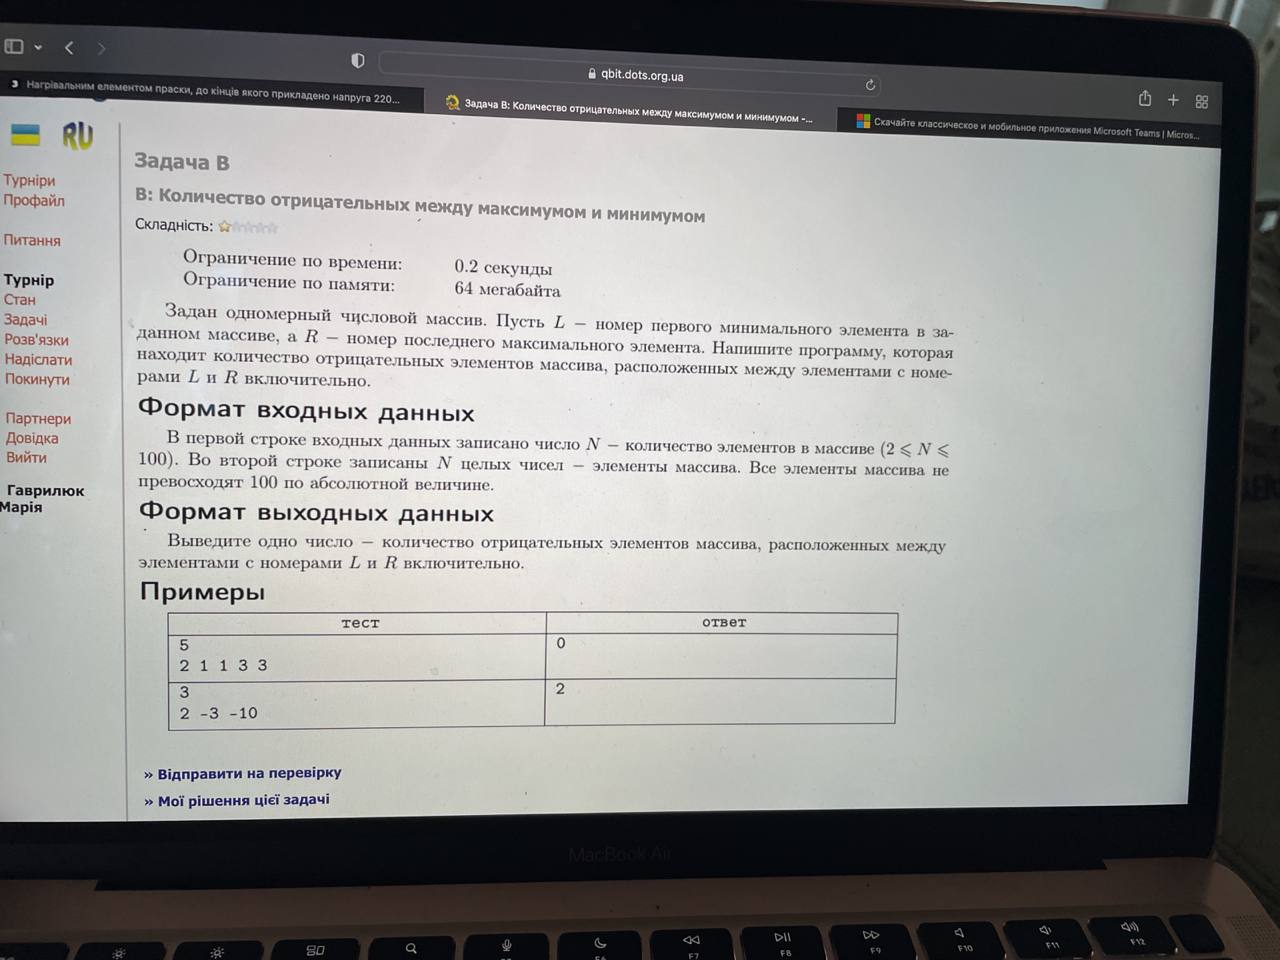 qbit.dots.org.ua
З Нагрівальним елементом праски, до кінців якого прикладено напруга 220...
Задача B: Количество отрицательных между максимумом и минимумом -...
Скачайте классическое и мобильное приложения Microsoft Teams | Micros...
RU
Турніри
Профайл
Питання
Турнір
Стан
Задачі
Розв'язки
Надіслати
Покинути
Партнери
Довідка
Вийти
Гаврилюк
Марія
Задача B
B: Количество отрицательных между максимумом и минимумом
Складність:
Ограничение по времени: 0.2 секунды
Ограничение по памяти: 64 мегабайта
Задан одномерный числовой массив. Пусть L — номер первого минимального элемента в за-
данном массиве, а R — номер последнего максимального элемента. Напишите программу, которая
находит количество отрицательных элементов массива, расположенных между элементами с номе-
рами L и R включительно.
Формат входных данных
В первой строке входных данных записано число N — количество элементов в массиве (2 ⩽ N ⩽
100). Во второй строке записаны N целых чисел — элементы массива. Все элементы массива не
превосходят 100 по абсолютной величине.
Формат выходных данных
Выведите одно число — количество отрицательных элементов массива, расположенных между
элементами с номерами L и R включительно.
Примеры
тест ответ
5 0
2 1 1 3 3
3 2
2 -3 -10
» Відправити на перевірку
» Мої рішення цієї задачі
MacBook Air
F7 F8 F9 F10 F11 F12